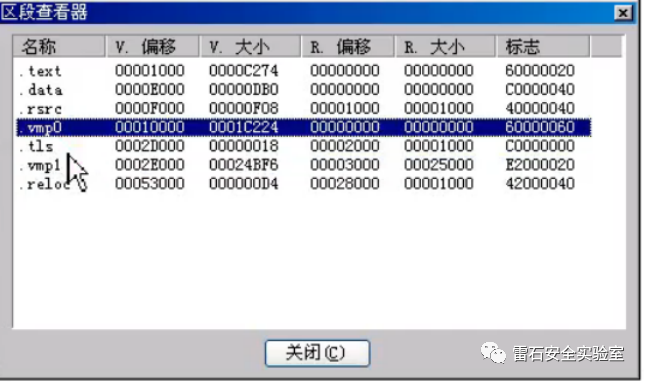 区段查看器
名称 V. 偏移 V. 大小 R. 偏移 R. 大小 标志
.text 00001000 0000C274 00000000 00000000 60000020
.data 0000E000 00000DB0 00000000 00000000 C0000040
.rsrc 0000F000 00000F08 00001000 00001000 40000040
.vmp0 00010000 0001C224 00000000 00000000 60000060
.tls 0002D000 00000018 00002000 00001000 C0000000
.vmp1 0002E000 00024BF6 00003000 00025000 E2000020
.reloc 00053000 000000D4 00028000 00001000 42000040
关闭(C)
雷石安全实验室